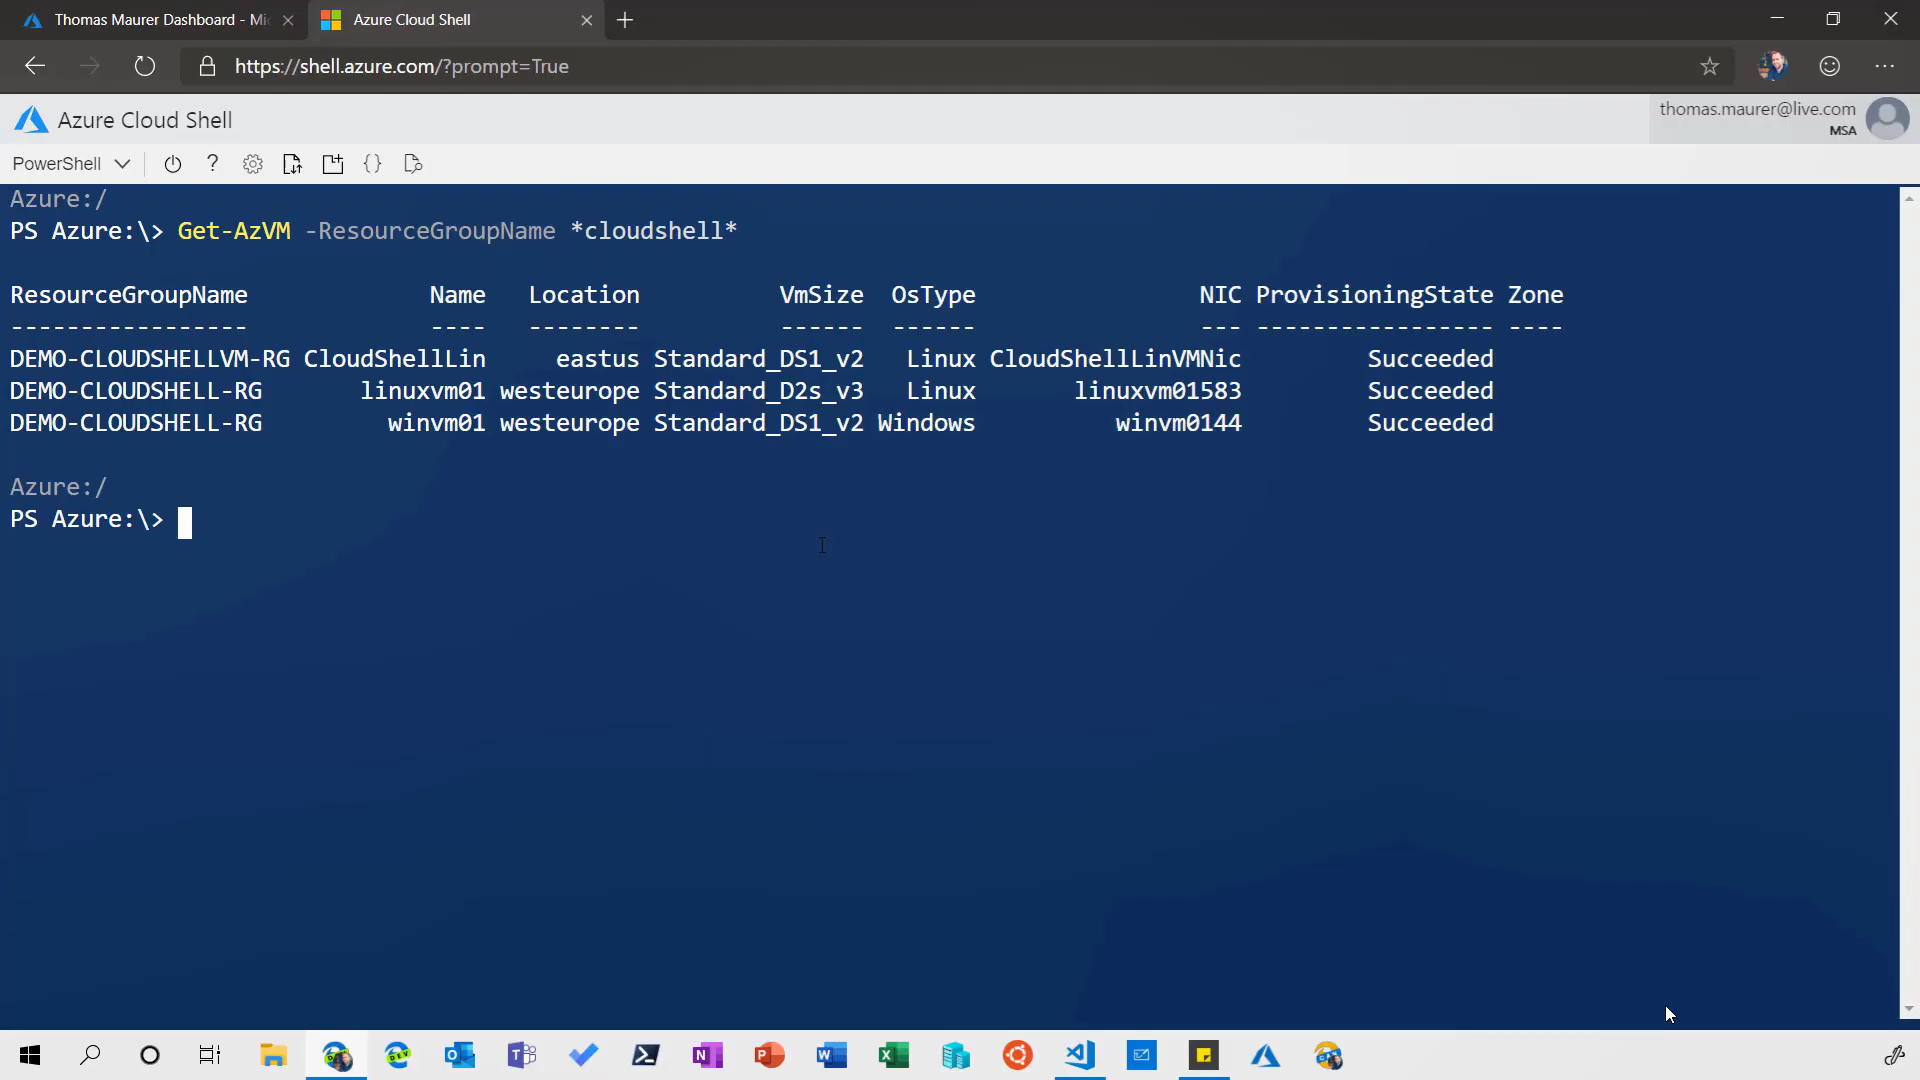 Thomas Maurer Dashboard - Mi
Azure Cloud Shell
https://shell.azure.com/?prompt=True
Azure Cloud Shell
thomas.maurer@live.com
MSA
PowerShell
Azure:/
PS Azure:\> Get-AzVM -ResourceGroupName *cloudshell*
ResourceGroupName Name Location VmSize OsType NIC ProvisioningState Zone
----------------- ---- -------- ------ ------ --- ----------------- ----
DEMO-CLOUDSHELLVM-RG CloudShellLin eastus Standard_DS1_v2 Linux CloudShellLinVMNic Succeeded
DEMO-CLOUDSHELL-RG linuxvm01 westeurope Standard_D2s_v3 Linux linuxvm01583 Succeeded
DEMO-CLOUDSHELL-RG winvm01 westeurope Standard_DS1_v2 Windows winvm0144 Succeeded
Azure:/
PS Azure:\>